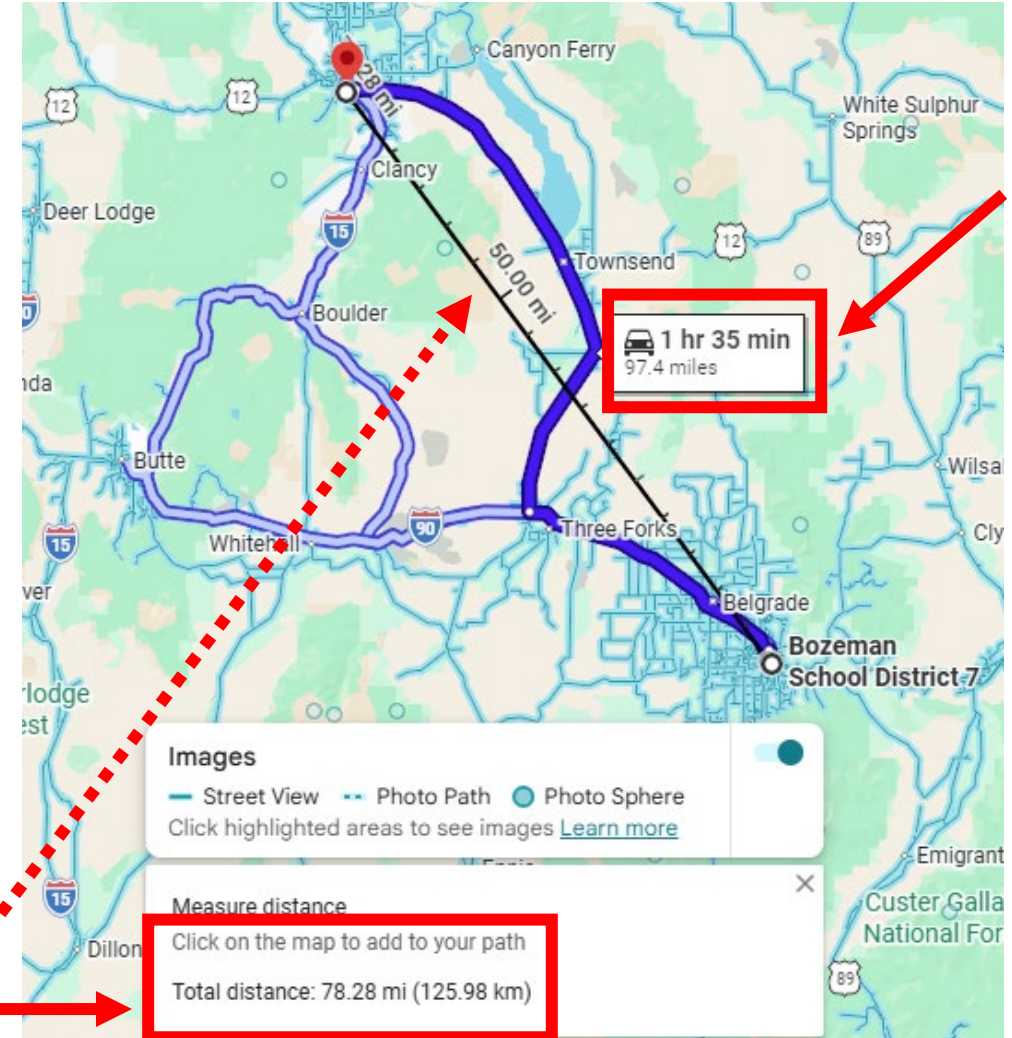 Canyon Ferry
12
12
78.28 mi
White Sulphur
Springs
Clancy
Deer Lodge
15
12
89
50.00 mi
Townsend
Boulder
1 hr 35 min
97.4 miles
nda
Butte
Wilsa
90
Three Forks
15
Whitehall
Cly
ver
Belgrade
Bozeman
School District 7
rlodge
est
Images
Street View
Photo Path
Photo Sphere
Click highlighted areas to see images Learn more
Emigrant
15
Measure distance
Custer Galla
National For
Click on the map to add to your path
Dillon
89
Total distance: 78.28 mi (125.98 km)